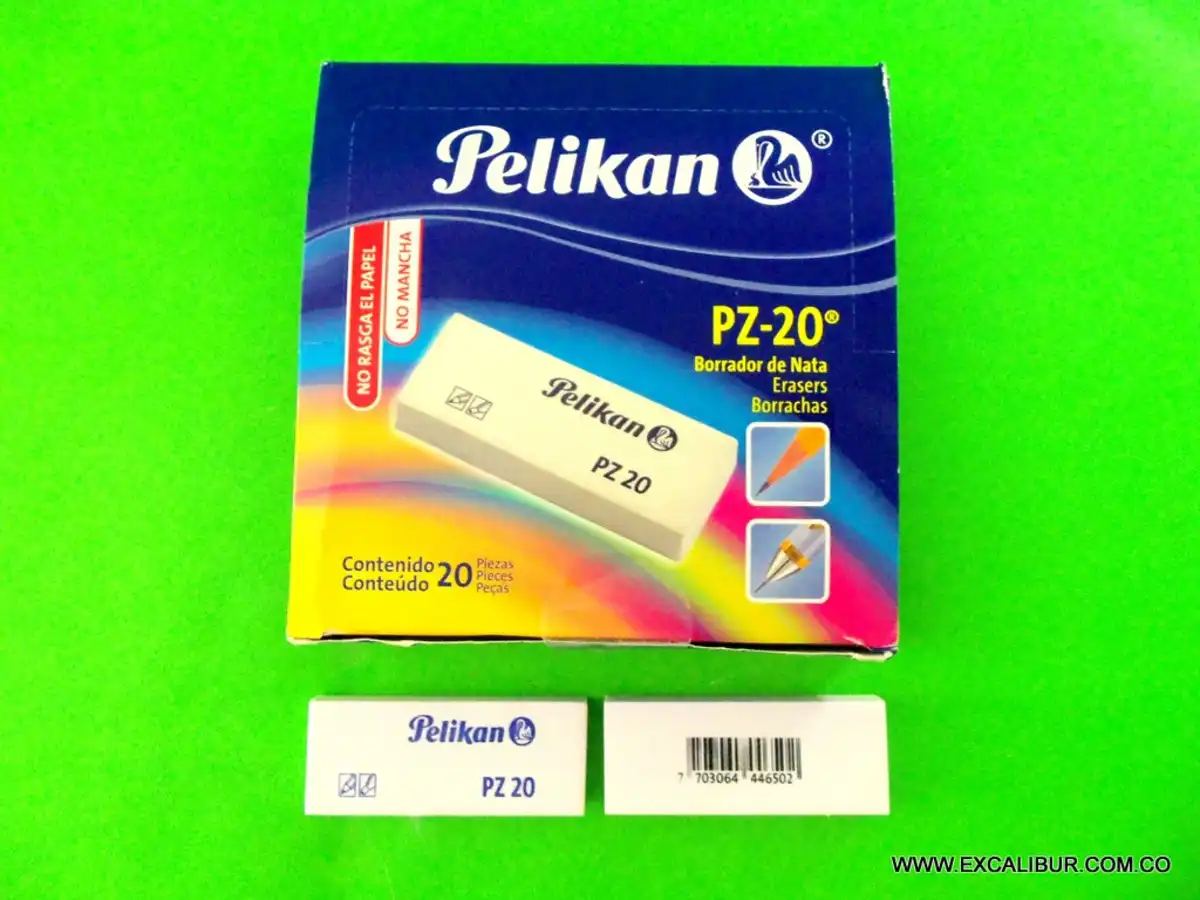 Pelikan ®
NO RASGA EL PAPEL
NO MANCHA
PZ-20®
Borrador de Nata
Erasers
Borrachas
Pelikan
PZ 20
Contenido
Conteúdo
20
Piezas
Pieces
Peças
Pelikan
PZ 20
7 703064 446502
WWW.EXCALIBUR.COM.CO